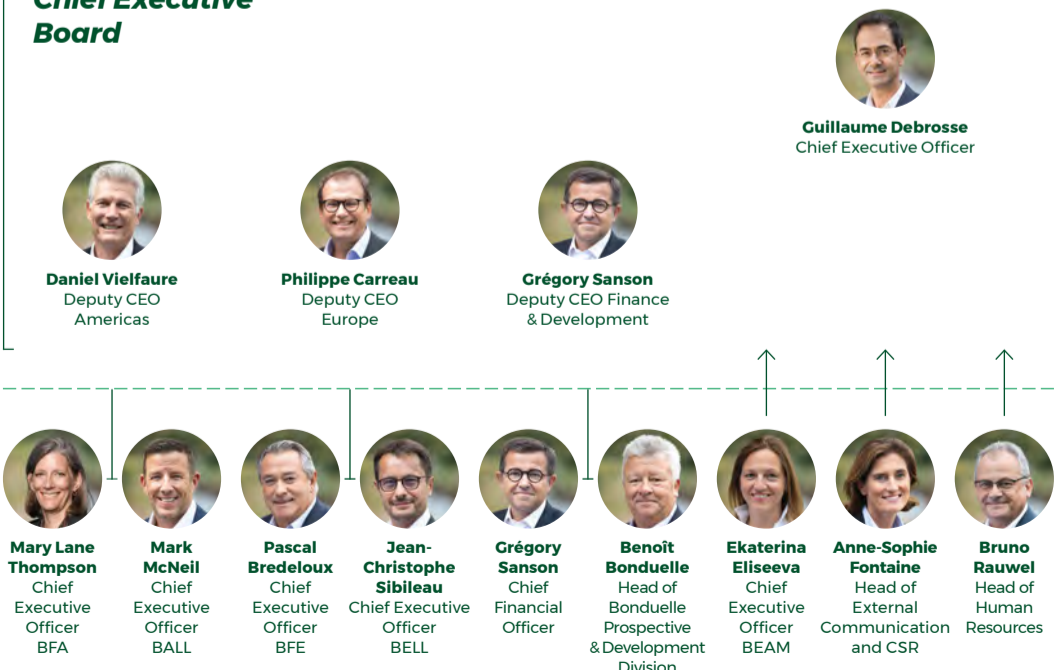 Chief Executive
Board
Guillaume Debrosse
Chief Executive Officer
Daniel Vielfaure
Deputy CEO
Americas
Philippe Carreau
Deputy CEO
Europe
Grégory Sanson
Deputy CEO Finance
& Development
Mary Lane
Thompson
Chief
Executive
Officer
BFA
Mark
McNeil
Chief
Executive
Officer
BALL
Pascal
Bredeloux
Chief
Executive
Officer
BFE
Jean-
Christophe
Sibileau
Chief Executive
Officer
BELL
Grégory
Sanson
Chief
Financial
Officer
Benoît
Bonduelle
Head of
Bonduelle
Prospective
& Development
Division
Ekaterina
Eliseeva
Chief
Executive
Officer
BEAM
Anne-Sophie
Fontaine
Head of
External
Communication
and CSR
Bruno
Rauwel
Head of
Human
Resources